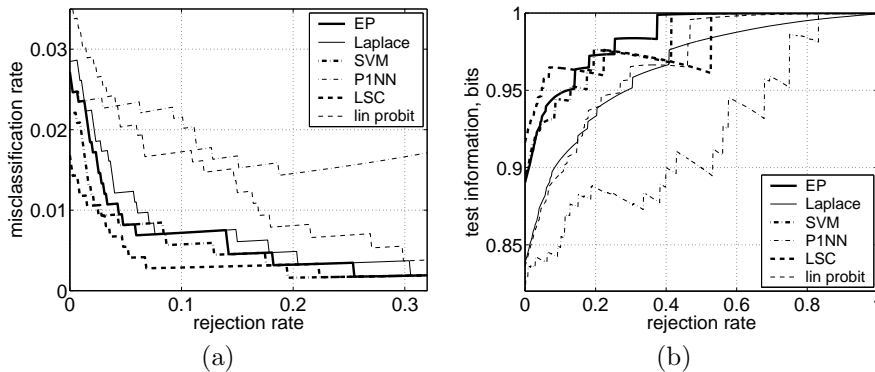 0.03
0.02
0.01
0
misclassification rate
0
0.1
0.2
0.3
rejection rate
EP
Laplace
SVM
P1NN
LSC
lin probit
(a)
1
0.95
0.9
0.85
test information, bits
0
0.2
0.4
0.6
0.8
1
rejection rate
EP
Laplace
SVM
P1NN
LSC
lin probit
(b)